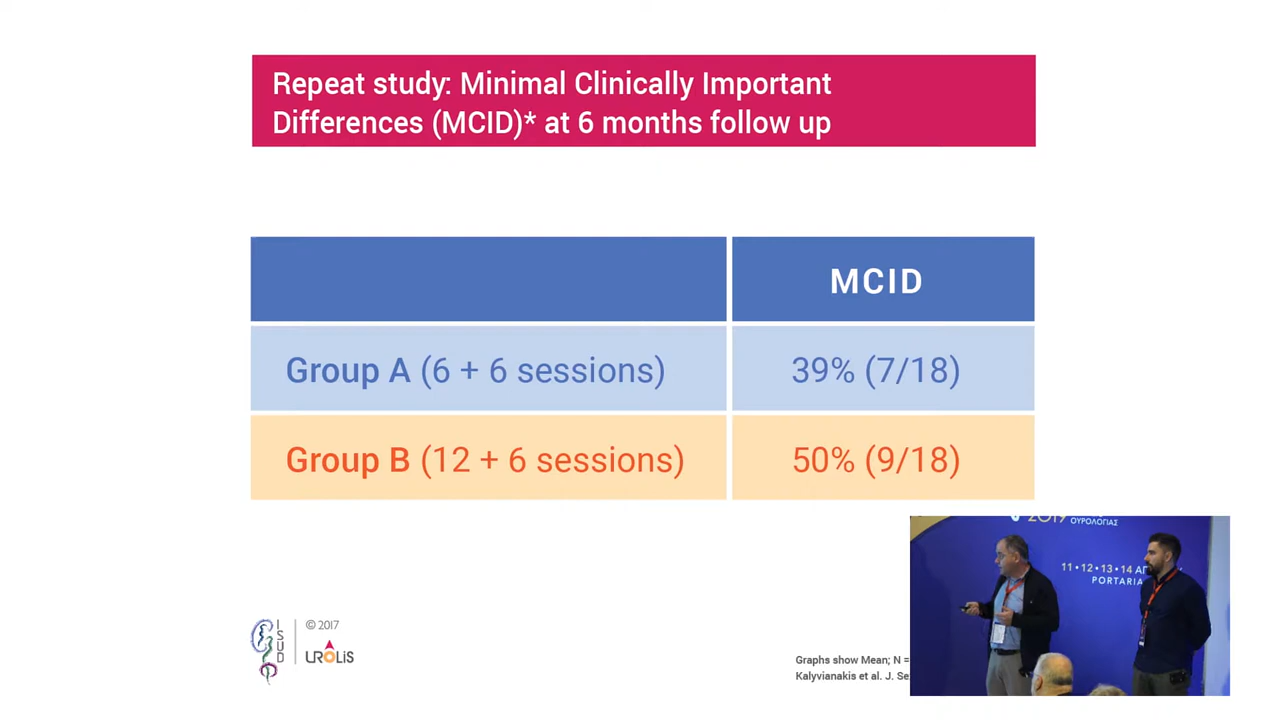 Repeat study: Minimal Clinically Important
Differences (MCID)* at 6 months follow up
MCID
Group A (6 + 6 sessions)
39% (7/18)
Group B (12 + 6 sessions)
50% (9/18)
ISUD
© 2017
UROLiS
Graphs show Mean; N =
Kalyvianakis et al. J.
2019
ΟΥΡΟΛΟΓΙΑΣ
11 • 12 • 13 • 14
PORTARIA